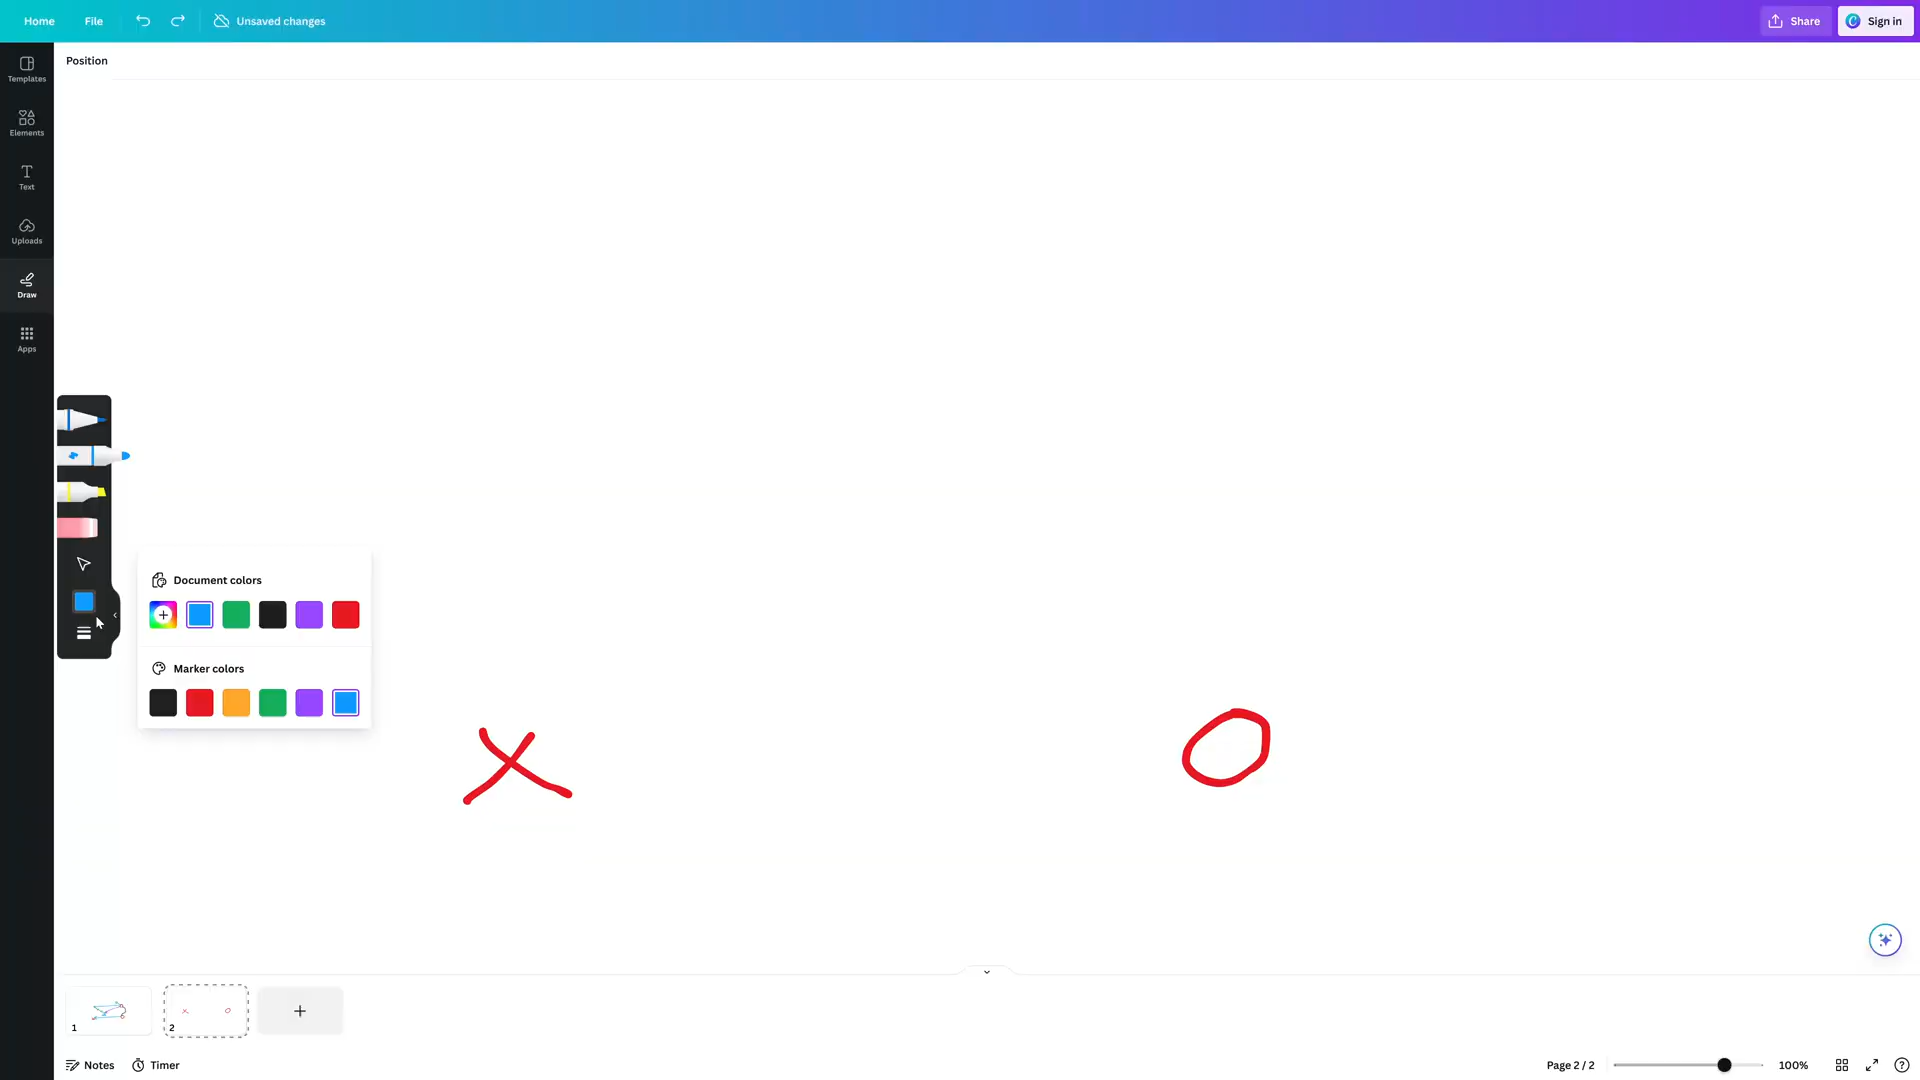 Home File Unsaved changes Share Sign in
Position
Templates
Elements
Text
Uploads
Draw
Apps
Document colors
Marker colors
X O
1 2
Notes Timer Page 2 / 2 100%